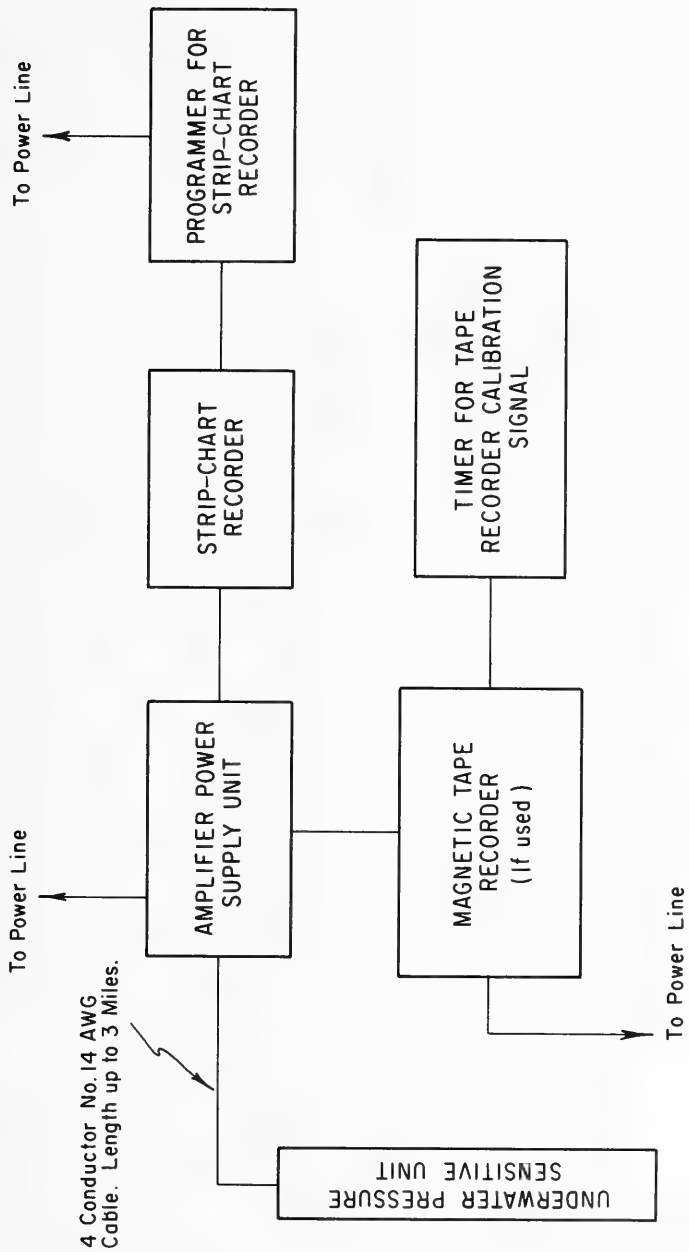 To Power Line
PROGRAMMER FOR
STRIP-CHART
RECORDER
STRIP-CHART
RECORDER
TIMER FOR TAPE
RECORDER CALIBRATION
SIGNAL
To Power Line
AMPLIFIER POWER
SUPPLY UNIT
MAGNETIC TAPE
RECORDER
(If used)
To Power Line
4 Conductor No. 14 AWG
Cable. Length up to 3 Miles.
UNDERWATER PRESSURE
SENSITIVE UNIT